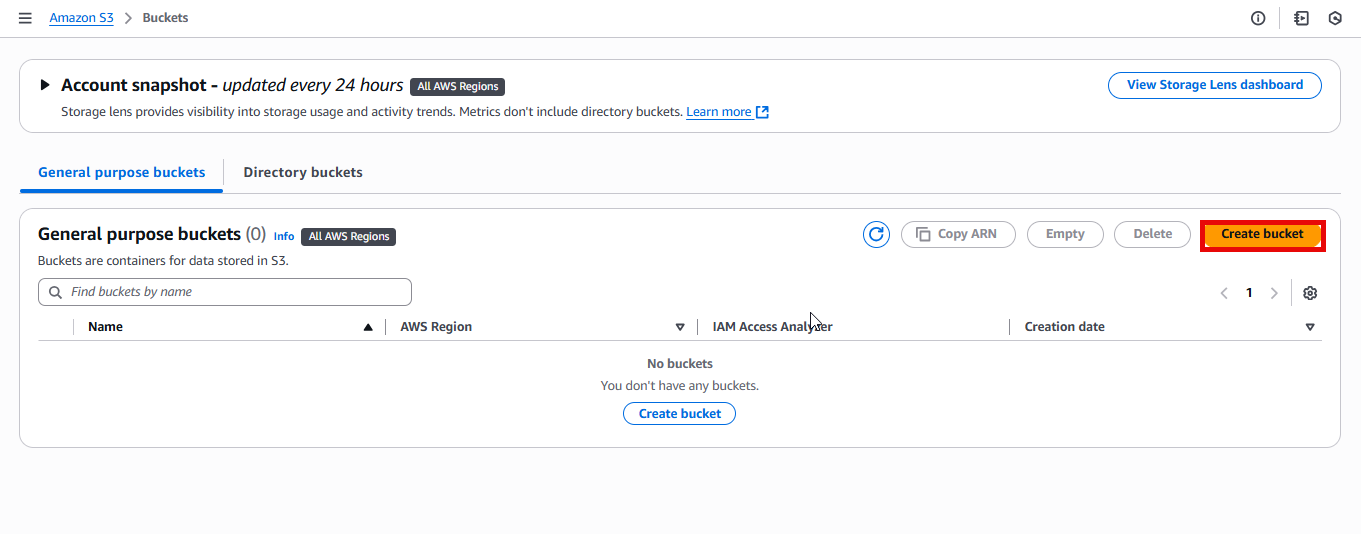 Amazon S3 > Buckets
Account snapshot - updated every 24 hours All AWS Regions View Storage Lens dashboard
Storage lens provides visibility into storage usage and activity trends. Metrics don't include directory buckets. Learn more
General purpose buckets Directory buckets
General purpose buckets (0) Info All AWS Regions Copy ARN Empty Delete Create bucket
Buckets are containers for data stored in S3.
Find buckets by name 1
Name AWS Region IAM Access Analyzer Creation date
No buckets
You don't have any buckets.
Create bucket